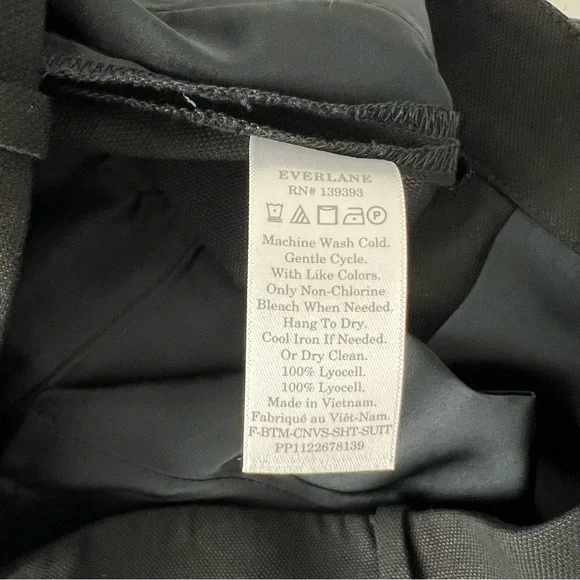 EVERLANE
RN# 139393
Machine Wash Cold.
Gentle Cycle.
With Like Colors.
Only Non-Chlorine
Bleach When Needed.
Hang To Dry.
Cool Iron If Needed.
Or Dry Clean.
100% Lyocell.
100% Lyocell.
Made in Vietnam.
Fabriqué au Viêt-Nam.
F-BTM-CNVS-SHT-SUIT
PP1122678139